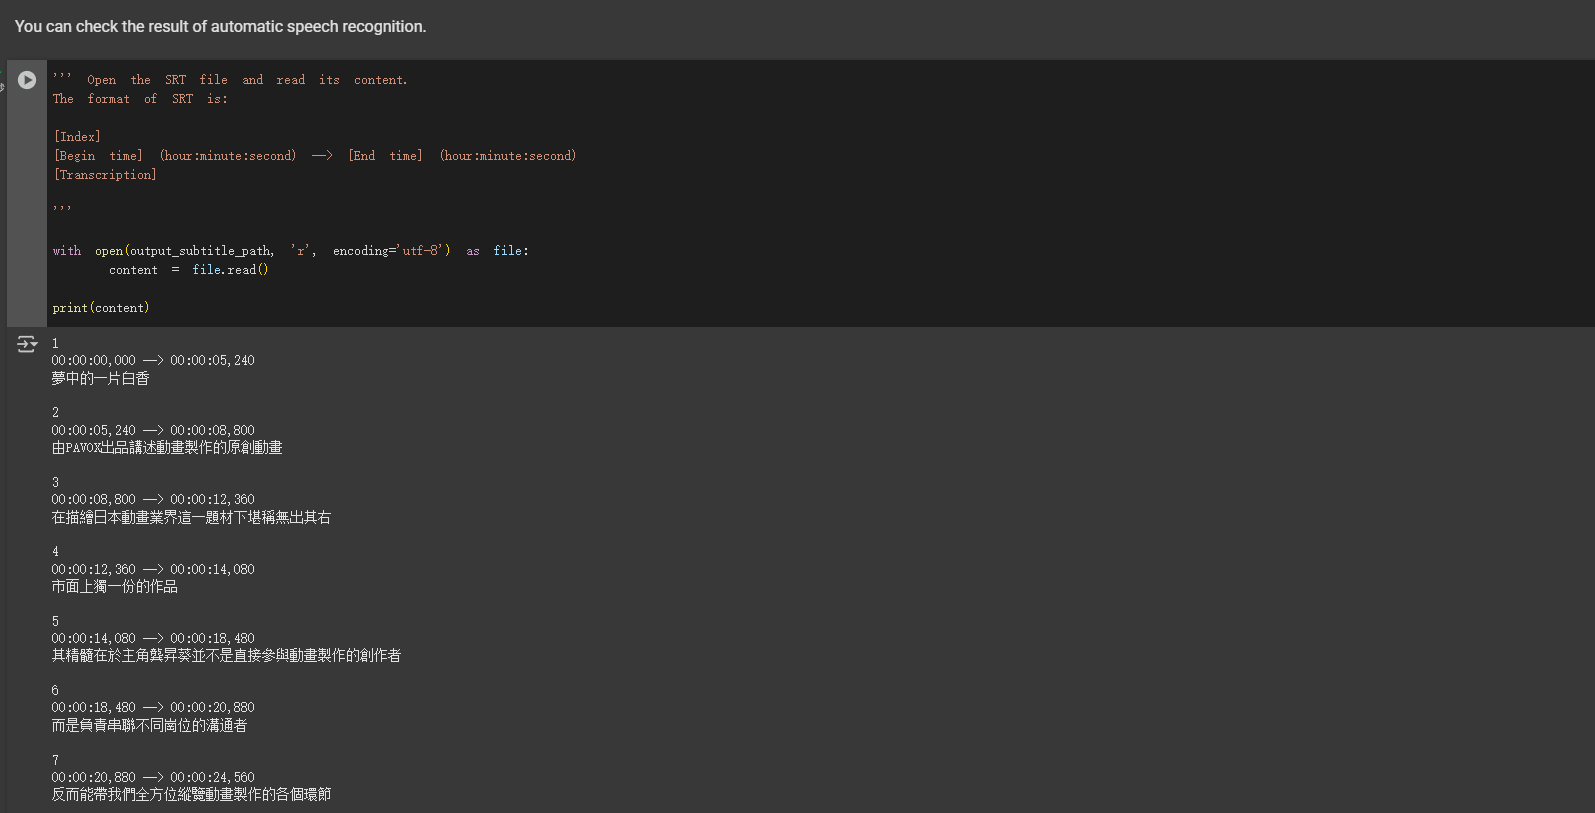 You can check the result of automatic speech recognition.
''' Open the SRT file and read its content.
The format of SRT is:
[Index]
[Begin time] (hour:minute:second) —> [End time] (hour:minute:second)
[Transcription]
'''
with open(output_subtitle_path, 'r', encoding='utf-8') as file:
content = file.read()
print(content)
1
00:00:00,000 —> 00:00:05,240
夢中的一片白香
2
00:00:05,240 —> 00:00:08,800
由PAVOX出品講述動畫製作的原創動畫
3
00:00:08,800 —> 00:00:12,360
在描繪日本動畫業界這一題材下堪稱無出其右
4
00:00:12,360 —> 00:00:14,080
市面上獨一份的作品
5
00:00:14,080 —> 00:00:18,480
其精髓在於主角龔昇葵並不是直接參與動畫製作的創作者
6
00:00:18,480 —> 00:00:20,880
而是負責串聯不同崗位的溝通者
7
00:00:20,880 —> 00:00:24,560
反而能帶我們全方位縱覽動畫製作的各個環節